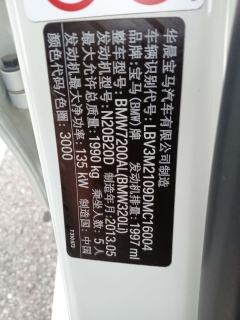 华晨宝马汽车有限公司制造
车辆识别代号: LBV3M2109DMC16004
品牌: 宝马 (BMW)牌 发动机排量: 1997 ml
整车型号: BMW7200AL(BMW320Li)
发动机型号: N20B20D 制造年月: 2013.05
最大允许总质量: 1990 kg 乘坐人数: 5人
发动机最大净功率: 135 kW 制造国: 中国
颜色代码/色圈: 3000